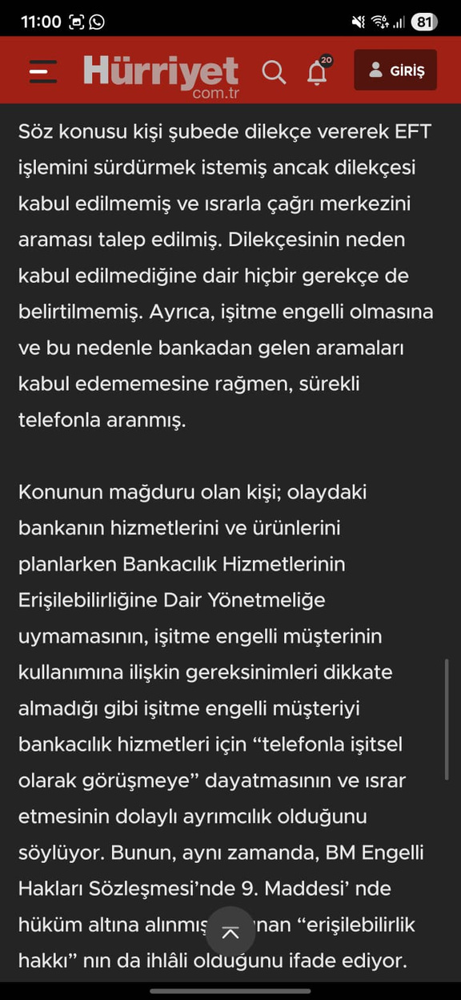 11:00
81
Hürriyet
com.tr
20
GİRİŞ
Söz konusu kişi şubede dilekçe vererek EFT
işlemini sürdürmek istemiş ancak dilekçesi
kabul edilmemiş ve ısrarla çağrı merkezini
araması talep edilmiş. Dilekçesinin neden
kabul edilmediğine dair hiçbir gerekçe de
belirtilmemiş. Ayrıca, işitme engelli olmasına
ve bu nedenle bankadan gelen aramaları
kabul edememesine rağmen, sürekli
telefonla aranmış.
Konunun mağduru olan kişi; olaydaki
bankanın hizmetlerini ve ürünlerini
planlarken Bankacılık Hizmetlerinin
Erişilebilirliğine Dair Yönetmeliğe
uymamasının, işitme engelli müşterinin
kullanımına ilişkin gereksinimleri dikkate
almadığı gibi işitme engelli müşteriyi
bankacılık hizmetleri için “telefonla işitsel
olarak görüşmeye” dayatmasının ve ısrar
etmesinin dolaylı ayrımcılık olduğunu
söylüyor. Bunun, aynı zamanda, BM Engelli
Hakları Sözleşmesi’nde 9. Maddesi’ nde
hüküm altına “erişilebilirlik
hakkı” nın da ihlâli olduğunu ifade ediyor.